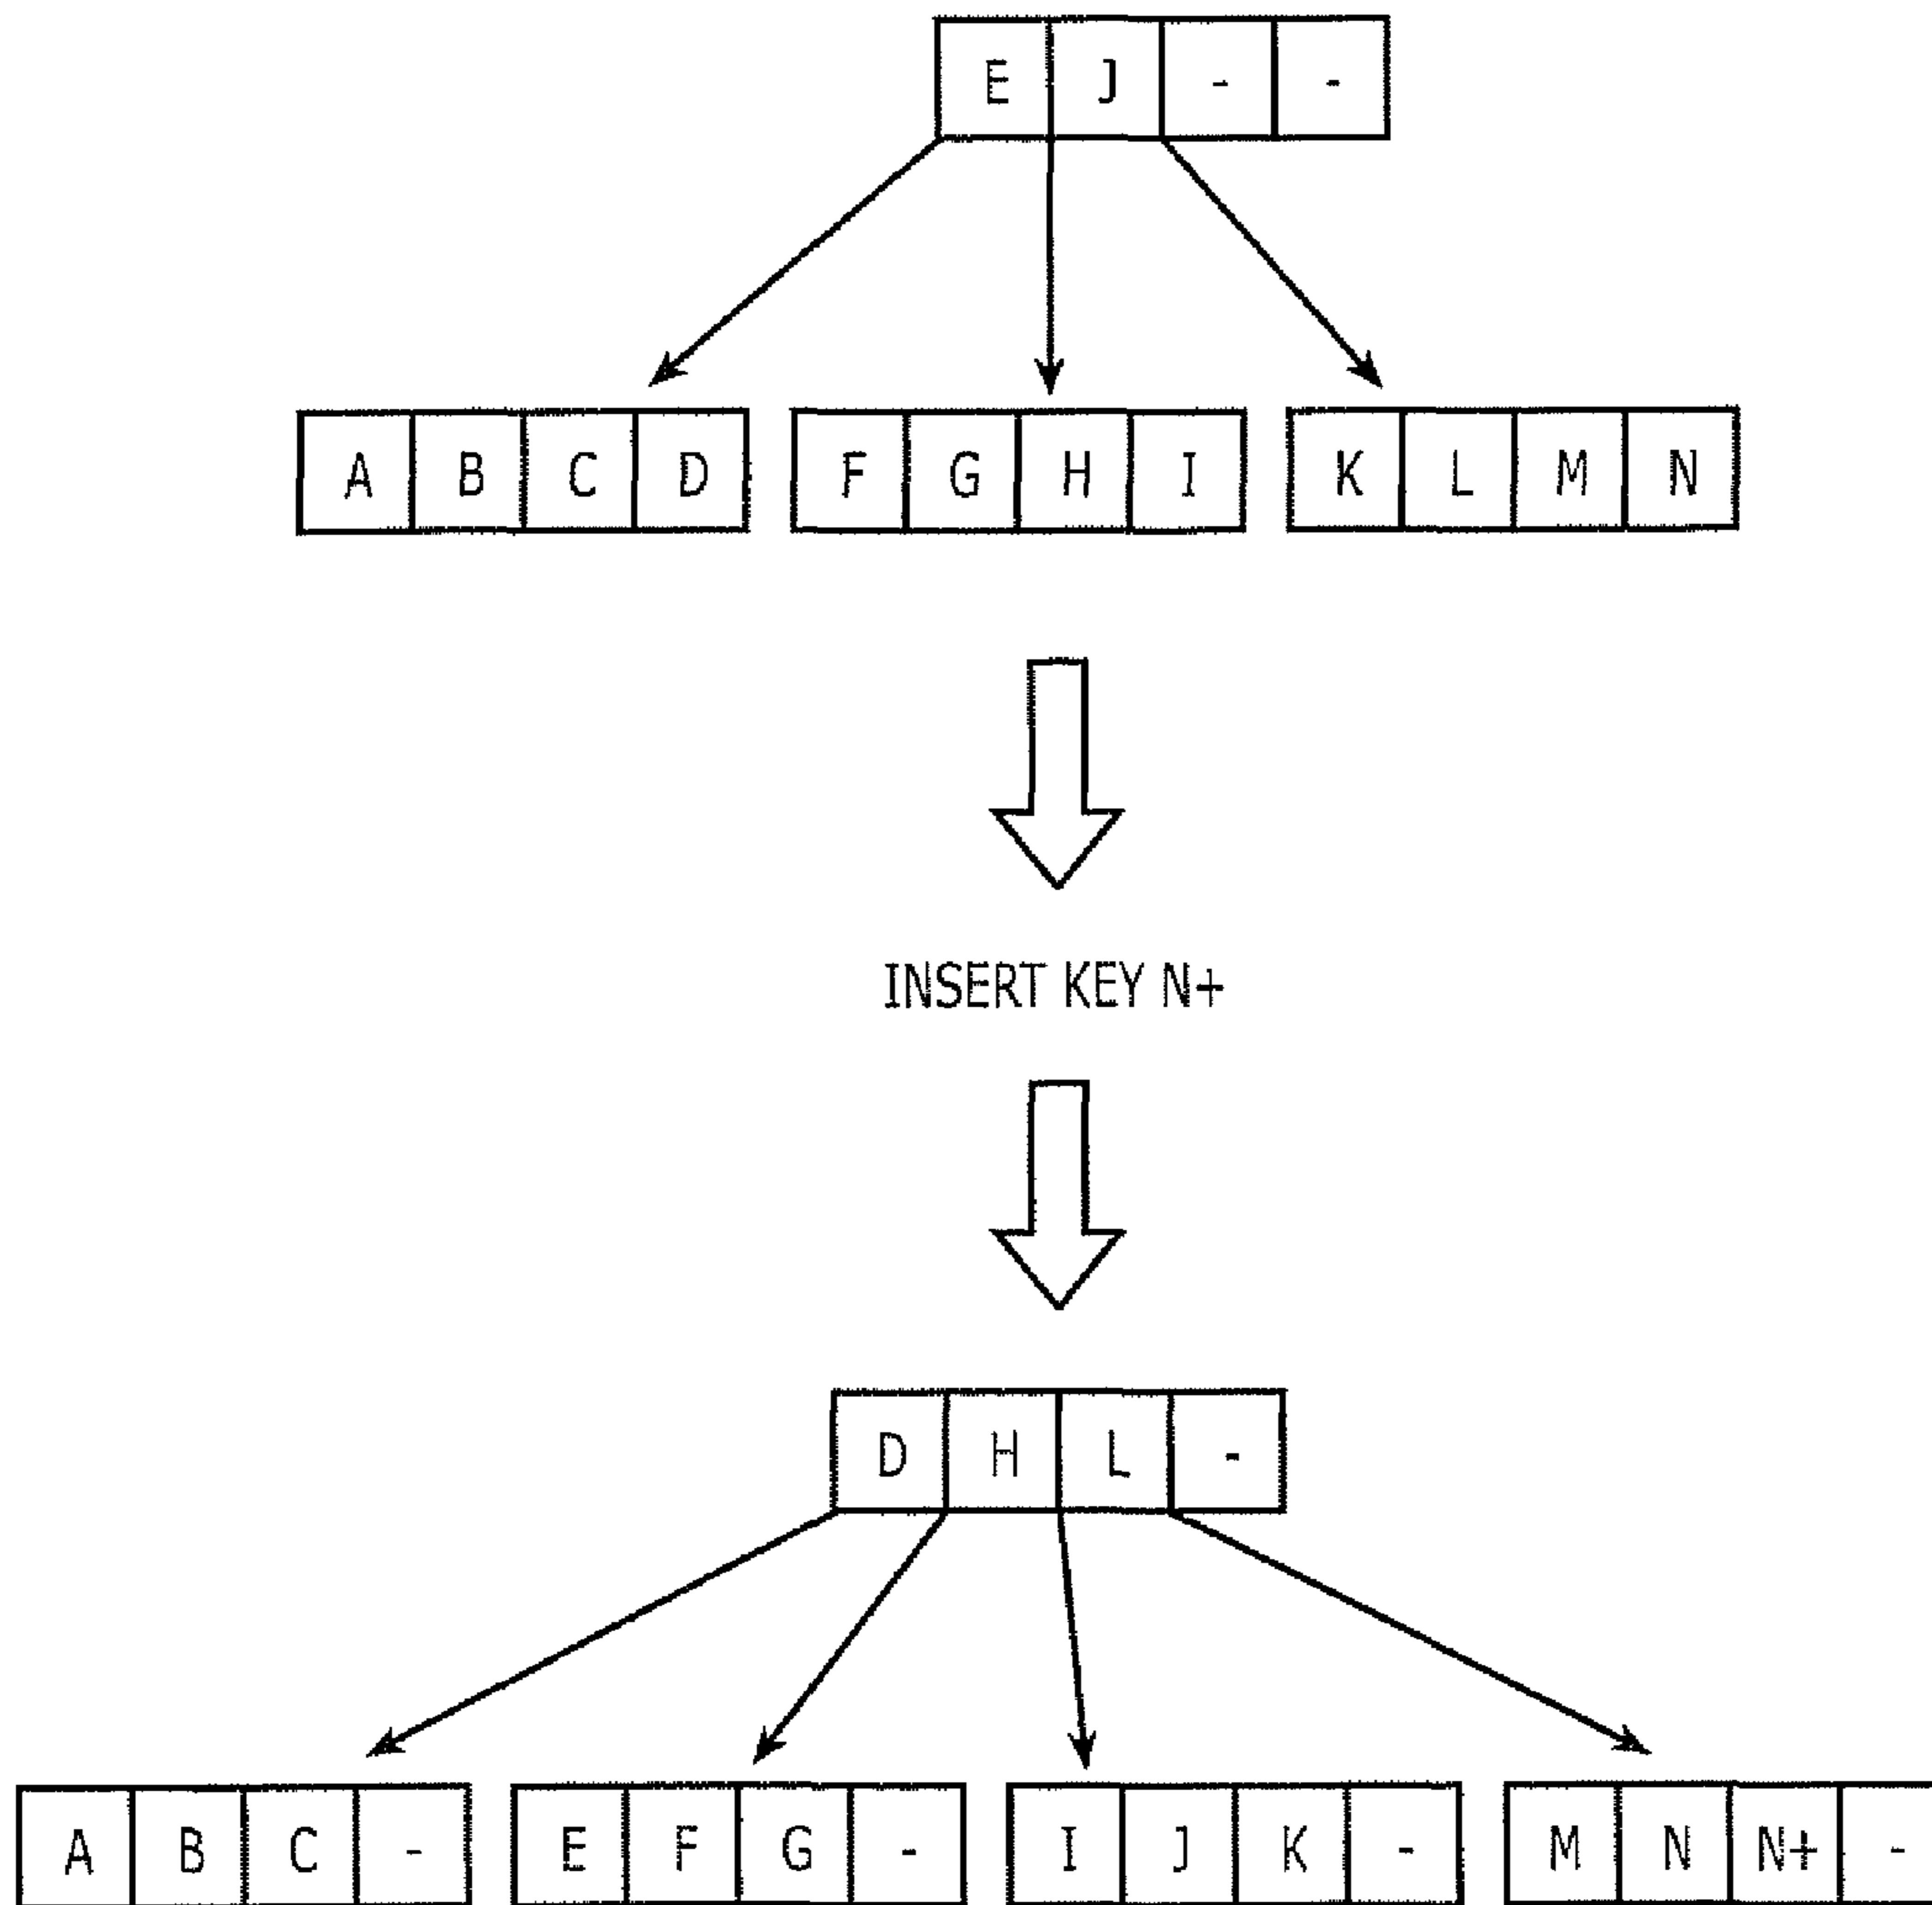 E J - -
A B C D F G H I K L M N
INSERT KEY N+
D H L -
A B C - E F G - I J K - M N N+ -